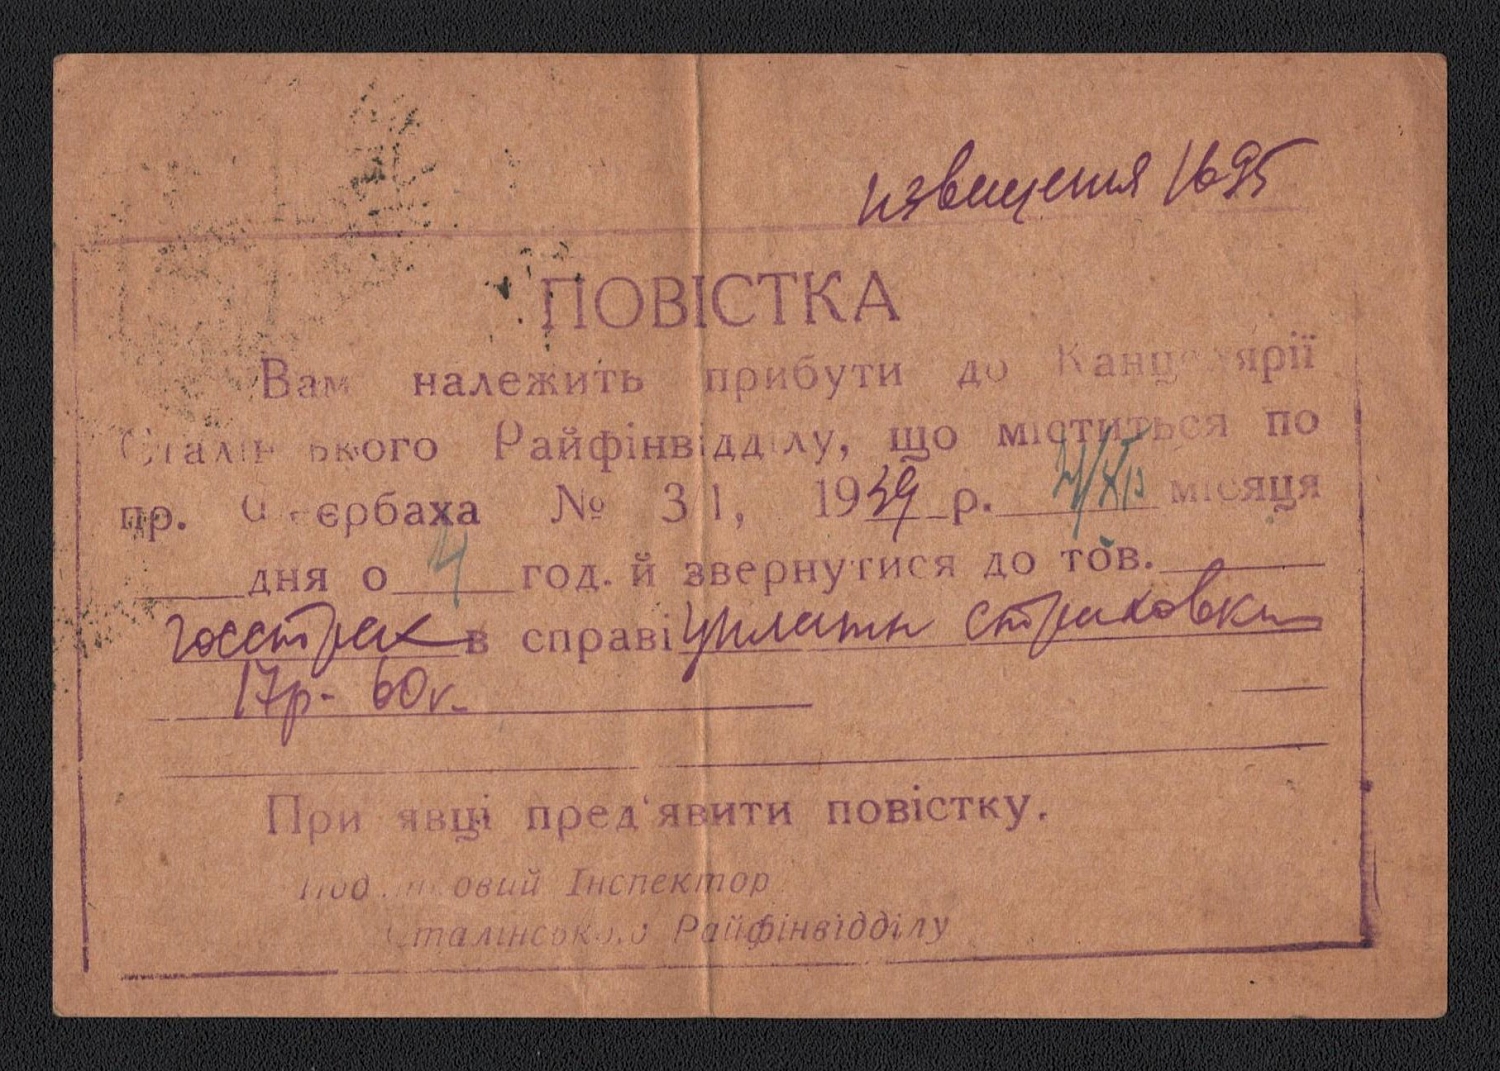 извещения 1695
ПОВІСТКА
Вам належить прибути до Канцелярії
Сталінського Райфінвідділу, що міститься по
пр. Фейєрбаха № 31, 1939 р. місяця
дня о 4 год. й звернутися до тов.
госстрах в справі уплати страховки
17р- 60к.
При явці пред'явити повістку.
Податковий Інспектор
Сталінського Райфінвідділу